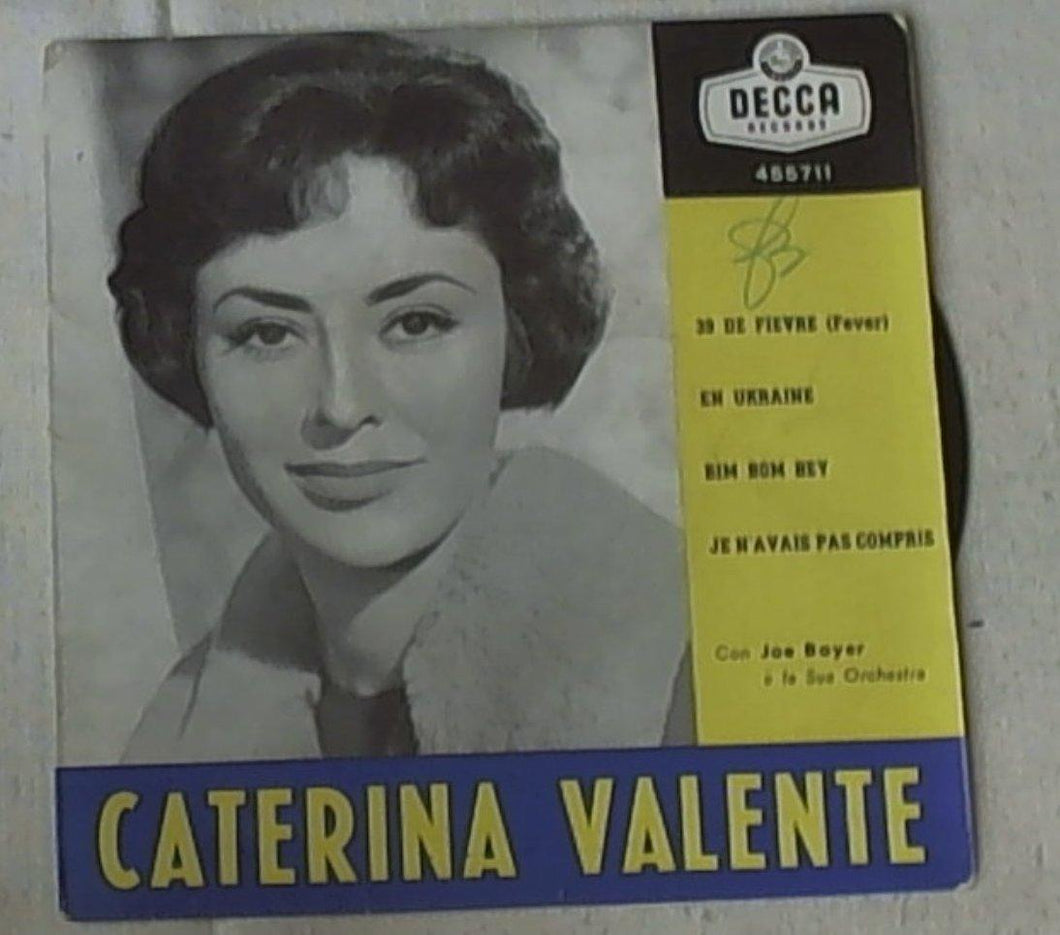 DECCA
RECORDS
455711
39 DE FIEVRE (Fever)
EN UKRAINE
BIM BOM BEY
JE N'AVAIS PAS COMPRIS
Con Joe Boyer
e la Sua Orchestra
CATERINA VALENTE